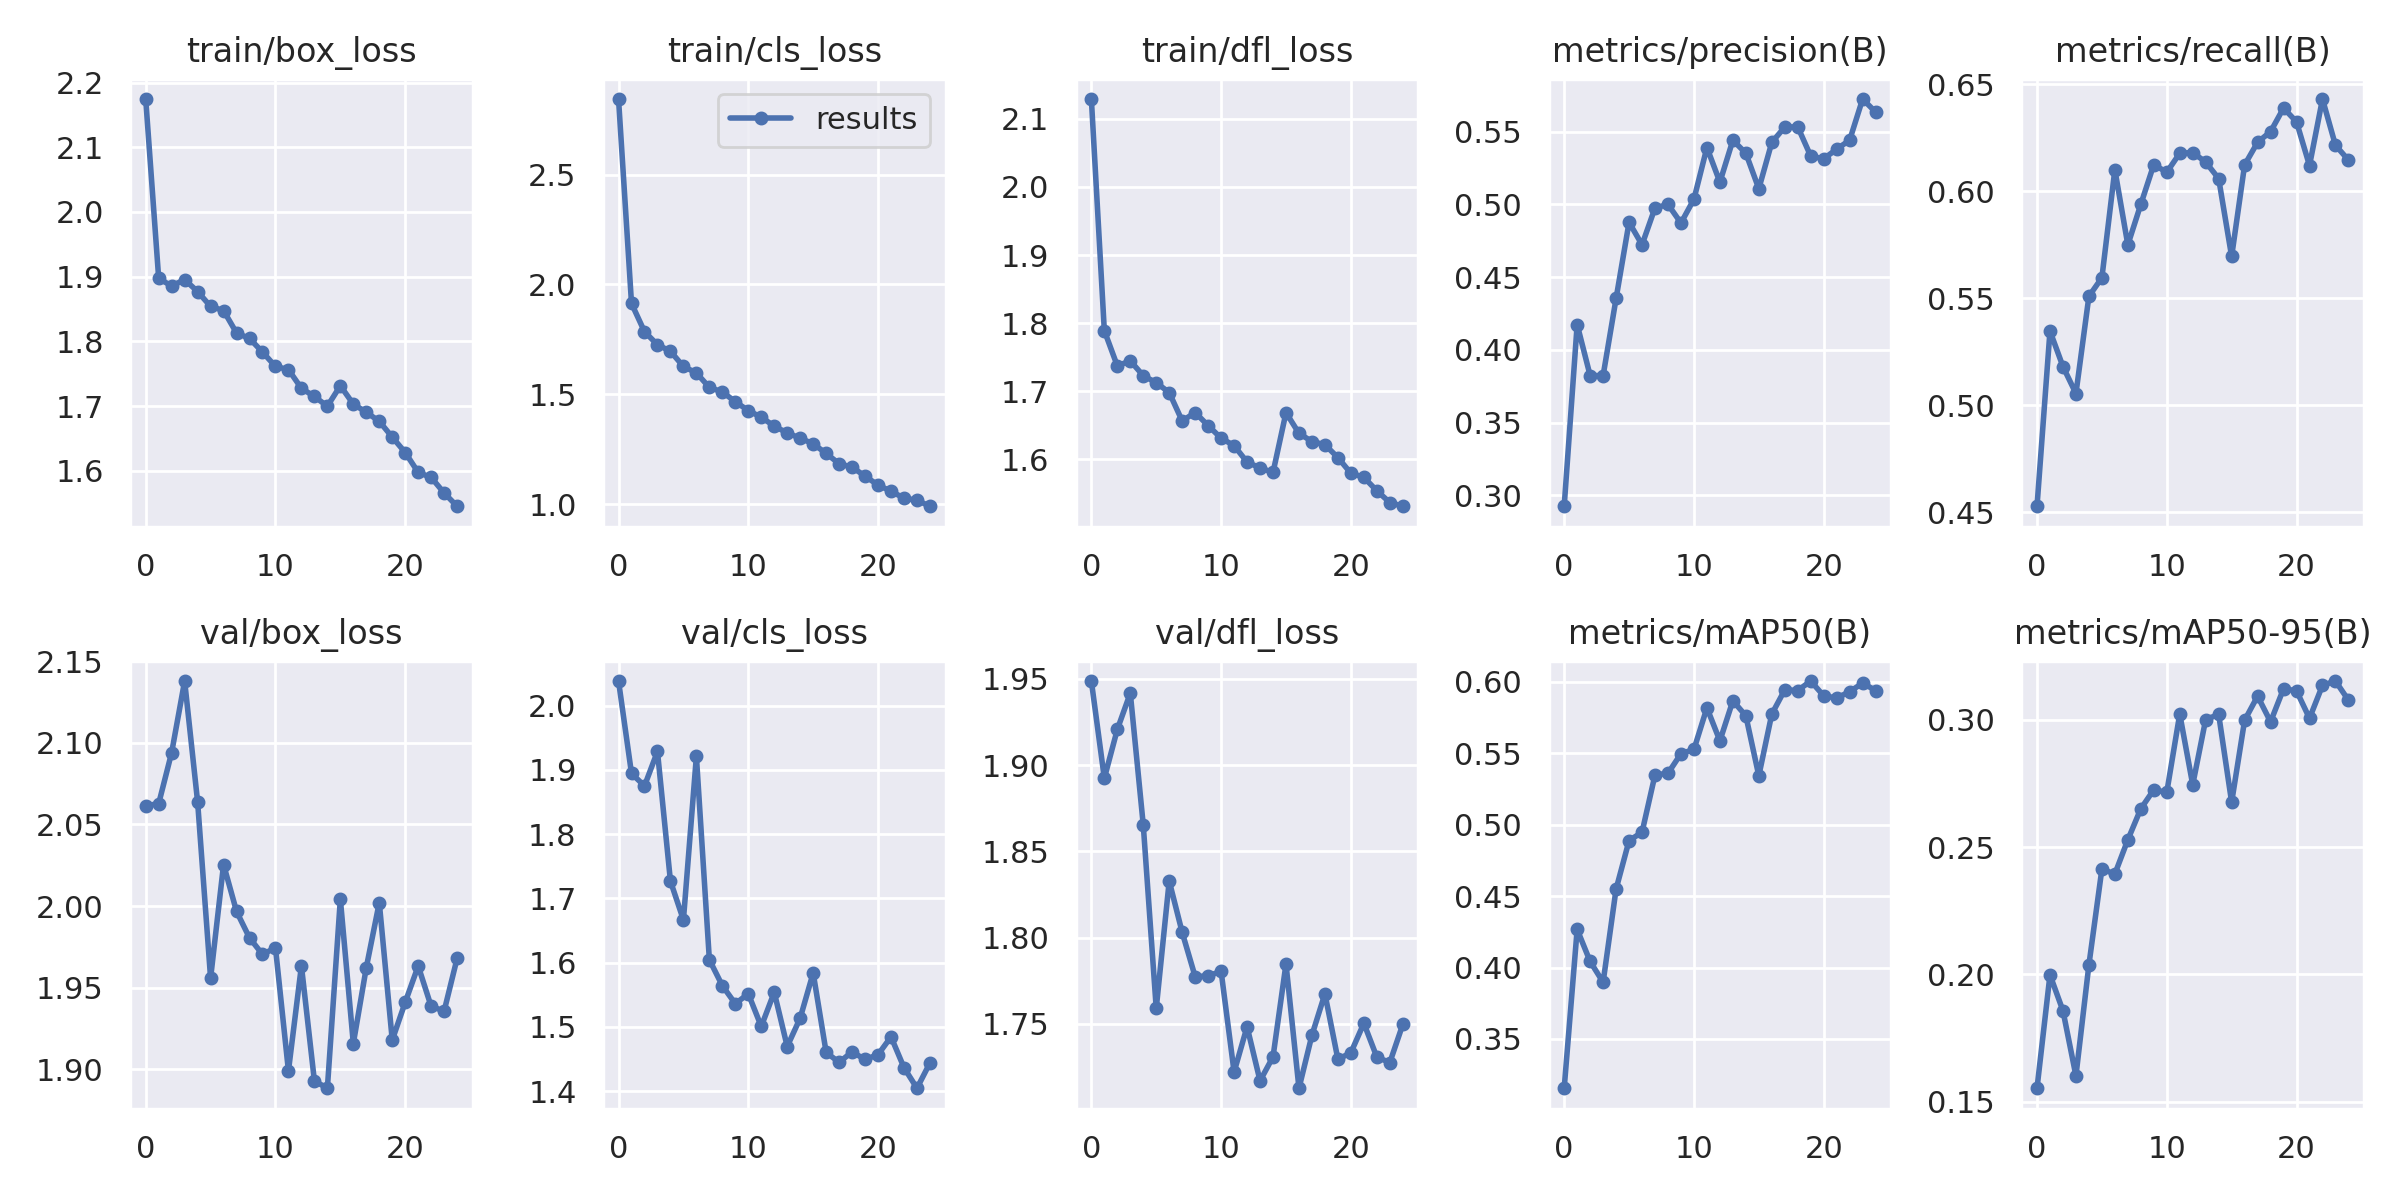 train/box_loss
2.2
2.1
2.0
1.9
1.8
1.7
1.6
0 10 20
train/cls_loss
results
2.5
2.0
1.5
1.0
0 10 20
train/dfl_loss
2.1
2.0
1.9
1.8
1.7
1.6
0 10 20
metrics/precision(B)
0.55
0.50
0.45
0.40
0.35
0.30
0 10 20
metrics/recall(B)
0.65
0.60
0.55
0.50
0.45
0 10 20
val/box_loss
2.15
2.10
2.05
2.00
1.95
1.90
0 10 20
val/cls_loss
2.0
1.9
1.8
1.7
1.6
1.5
1.4
0 10 20
val/dfl_loss
1.95
1.90
1.85
1.80
1.75
0 10 20
metrics/mAP50(B)
0.60
0.55
0.50
0.45
0.40
0.35
0 10 20
metrics/mAP50-95(B)
0.30
0.25
0.20
0.15
0 10 20